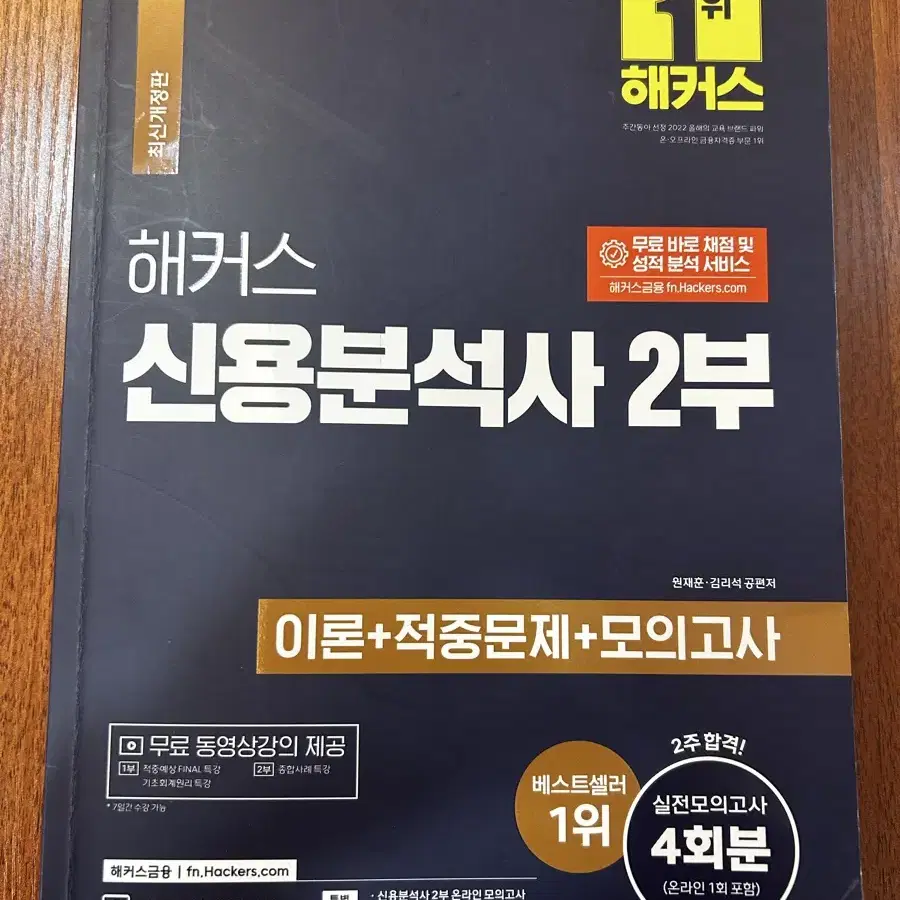 최신개정판
위
해커스
주간동아 선정 2022 올해의 교육 브랜드 파워
온·오프라인 금융자격증 부문 1위
무료 바로 채점 및
성적 분석 서비스
해커스금융 fn.Hackers.com
해커스
신용분석사 2부
원재훈·김리석 공편저
이론+적중문제+모의고사
무료 동영상강의 제공
1부 적중예상 FINAL 특강 2부 종합사례 특강
기초회계원리 특강
* 7일간 수강 가능
베스트셀러
1위
2주 합격!
실전모의고사
4회분
(온라인 1회 포함)
해커스금융 | fn.Hackers.com
특별
· 신용분석사 2부 온라인 모의고사